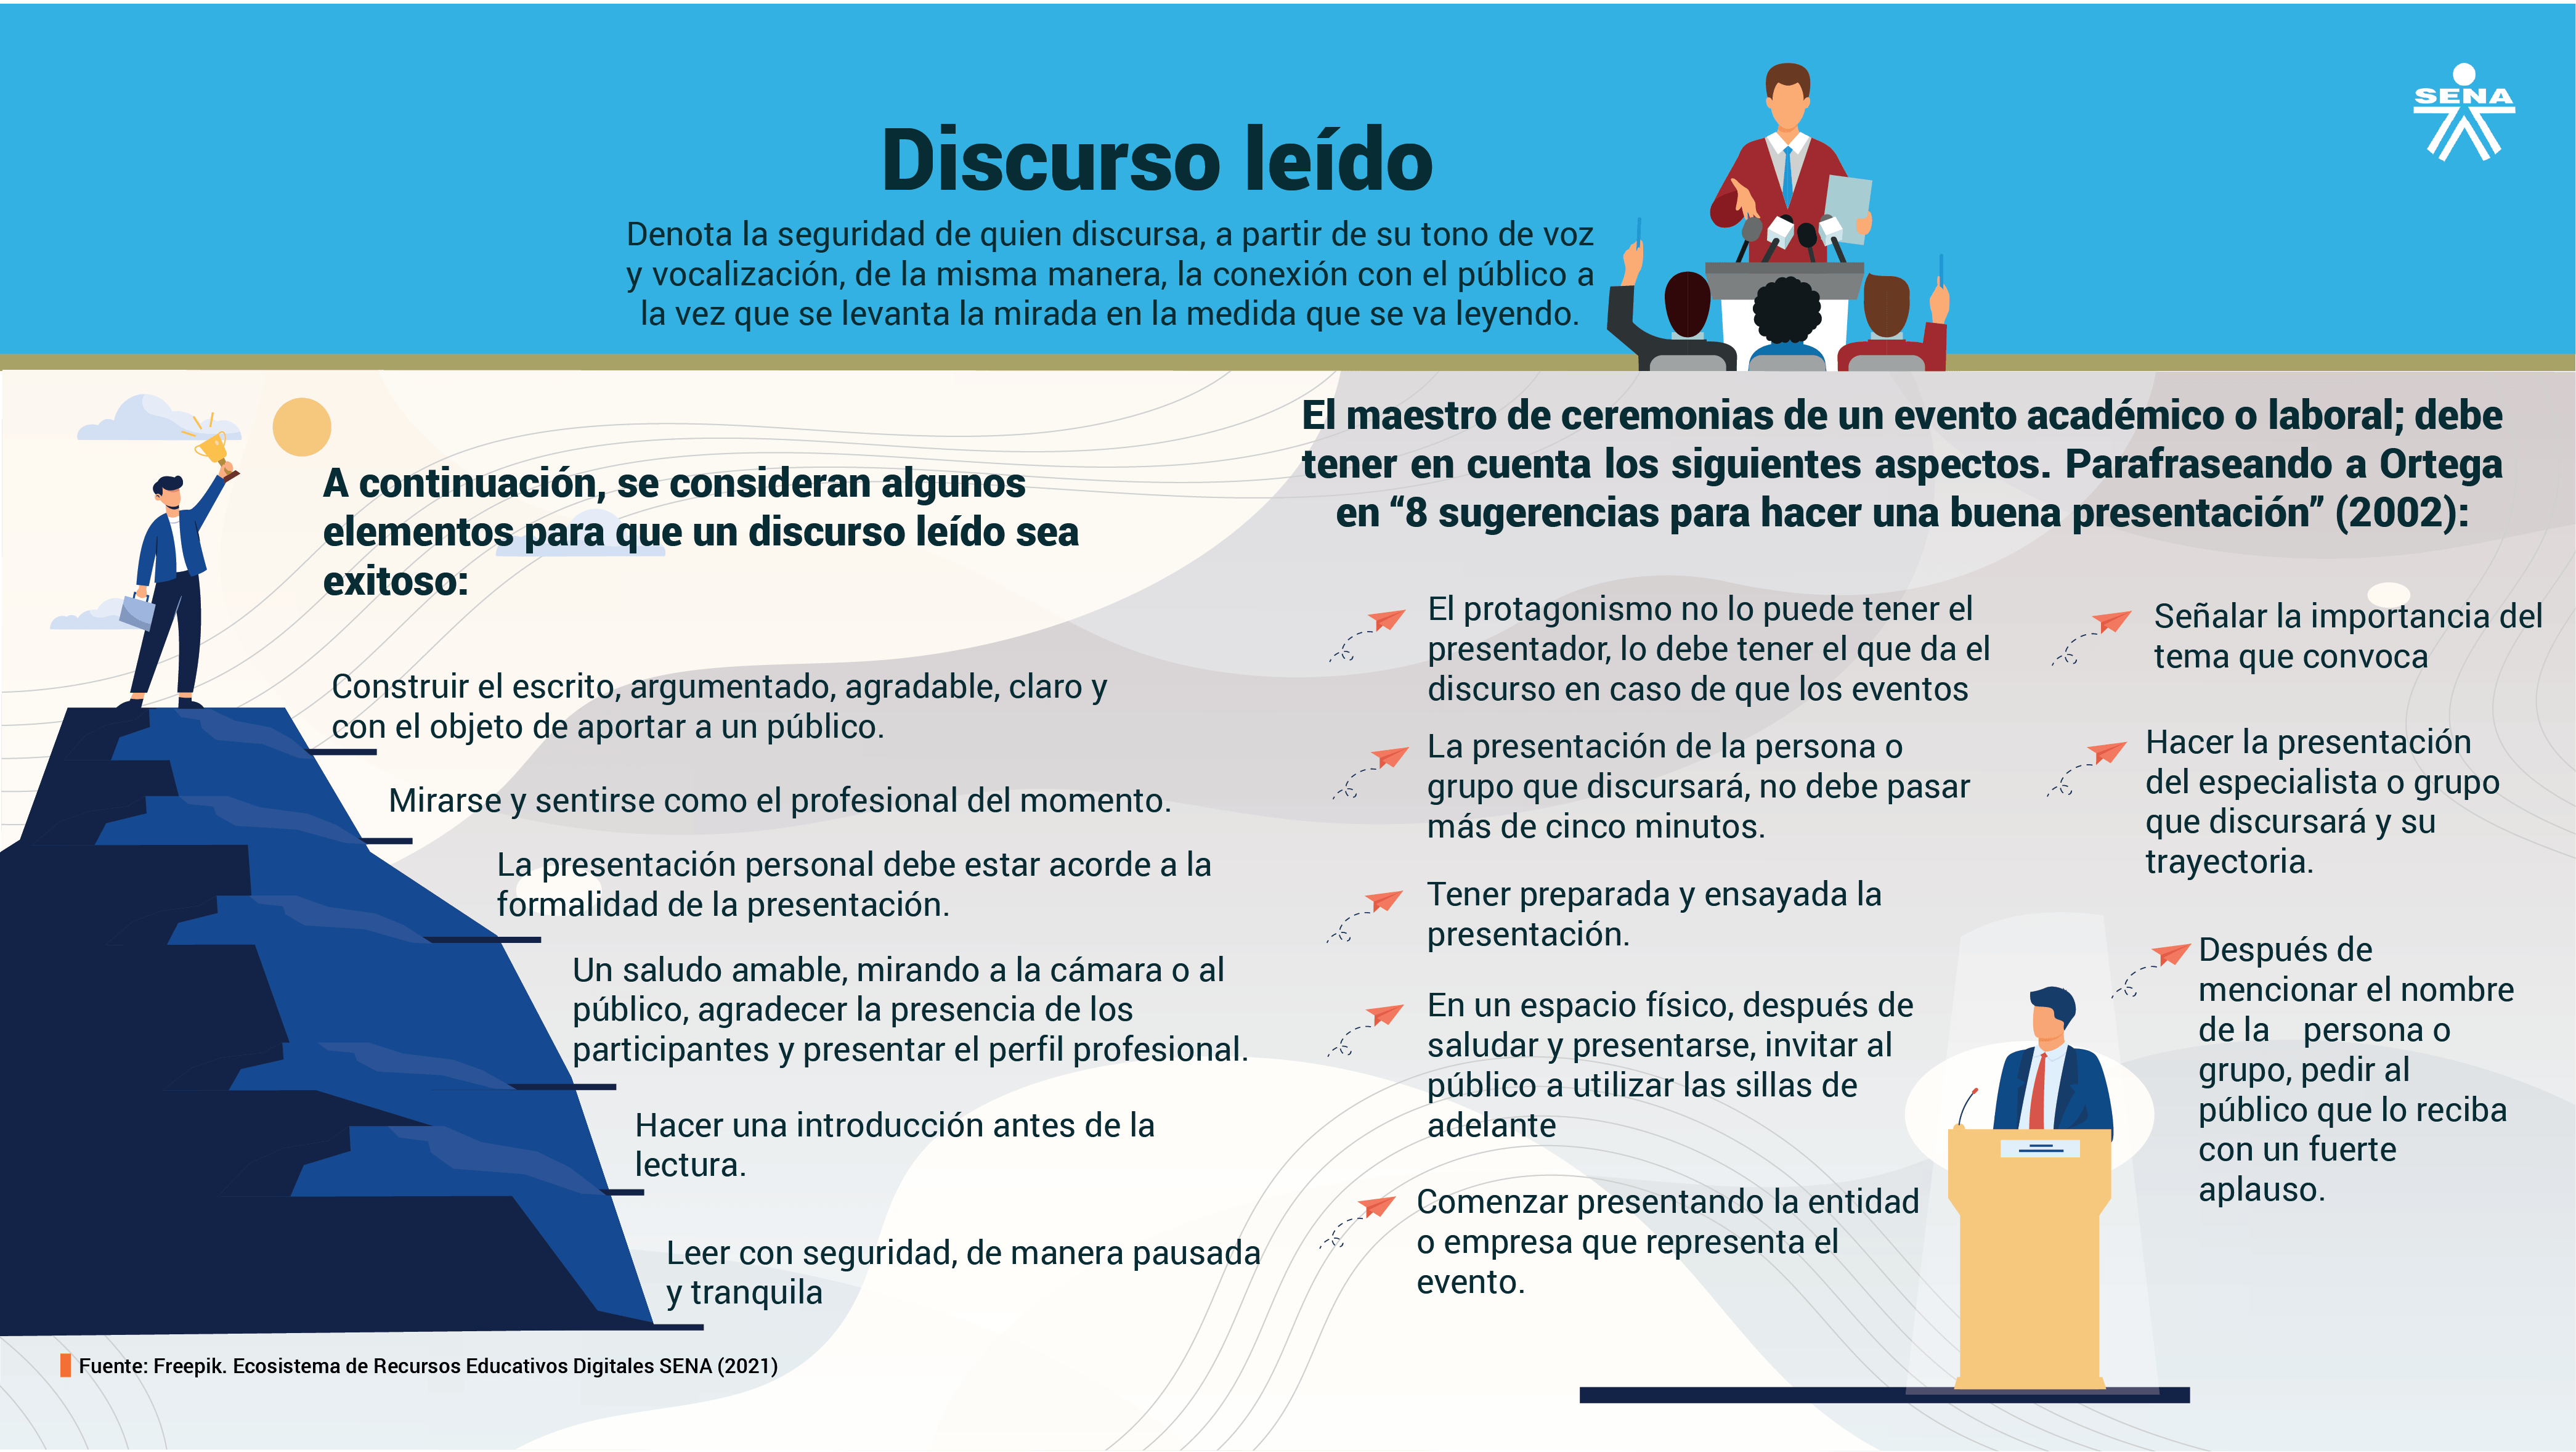 SENA
Discurso leído
Denota la seguridad de quien discursa, a partir de su tono de voz
y vocalización, de la misma manera, la conexión con el público a
la vez que se levanta la mirada en la medida que se va leyendo.
A continuación, se consideran algunos
elementos para que un discurso leído sea
exitoso:
Construir el escrito, argumentado, agradable, claro y
con el objeto de aportar a un público.
Mirarse y sentirse como el profesional del momento.
La presentación personal debe estar acorde a la
formalidad de la presentación.
Un saludo amable, mirando a la cámara o al
público, agradecer la presencia de los
participantes y presentar el perfil profesional.
Hacer una introducción antes de la
lectura.
Leer con seguridad, de manera pausada
y tranquila
Fuente: Freepik. Ecosistema de Recursos Educativos Digitales SENA (2021)
El maestro de ceremonias de un evento académico o laboral; debe
tener en cuenta los siguientes aspectos. Parafraseando a Ortega
en “8 sugerencias para hacer una buena presentación” (2002):
El protagonismo no lo puede tener el
presentador, lo debe tener el que da el
discurso en caso de que los eventos
La presentación de la persona o
grupo que discursará, no debe pasar
más de cinco minutos.
Tener preparada y ensayada la
presentación.
En un espacio físico, después de
saludar y presentarse, invitar al
público a utilizar las sillas de
adelante
Comenzar presentando la entidad
o empresa que representa el
evento.
Señalar la importancia del
tema que convoca
Hacer la presentación
del especialista o grupo
que discursará y su
trayectoria.
Después de
mencionar el nombre
de la persona o
grupo, pedir al
público que lo reciba
con un fuerte
aplauso.